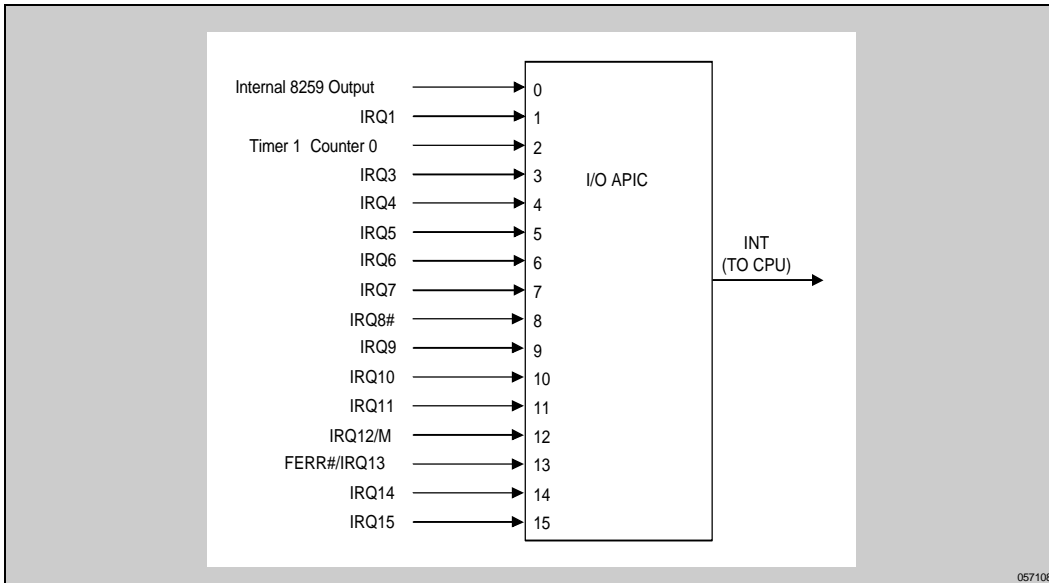 Internal 8259 Output 0
IRQ1 1
Timer 1 Counter 0 2
IRQ3 3
I/O APIC
IRQ4 4
IRQ5 5
INT
(TO CPU)
IRQ6 6
IRQ7 7
IRQ8# 8
IRQ9 9
IRQ10 10
IRQ11 11
IRQ12/M 12
FERR#/IRQ13 13
IRQ14 14
IRQ15 15